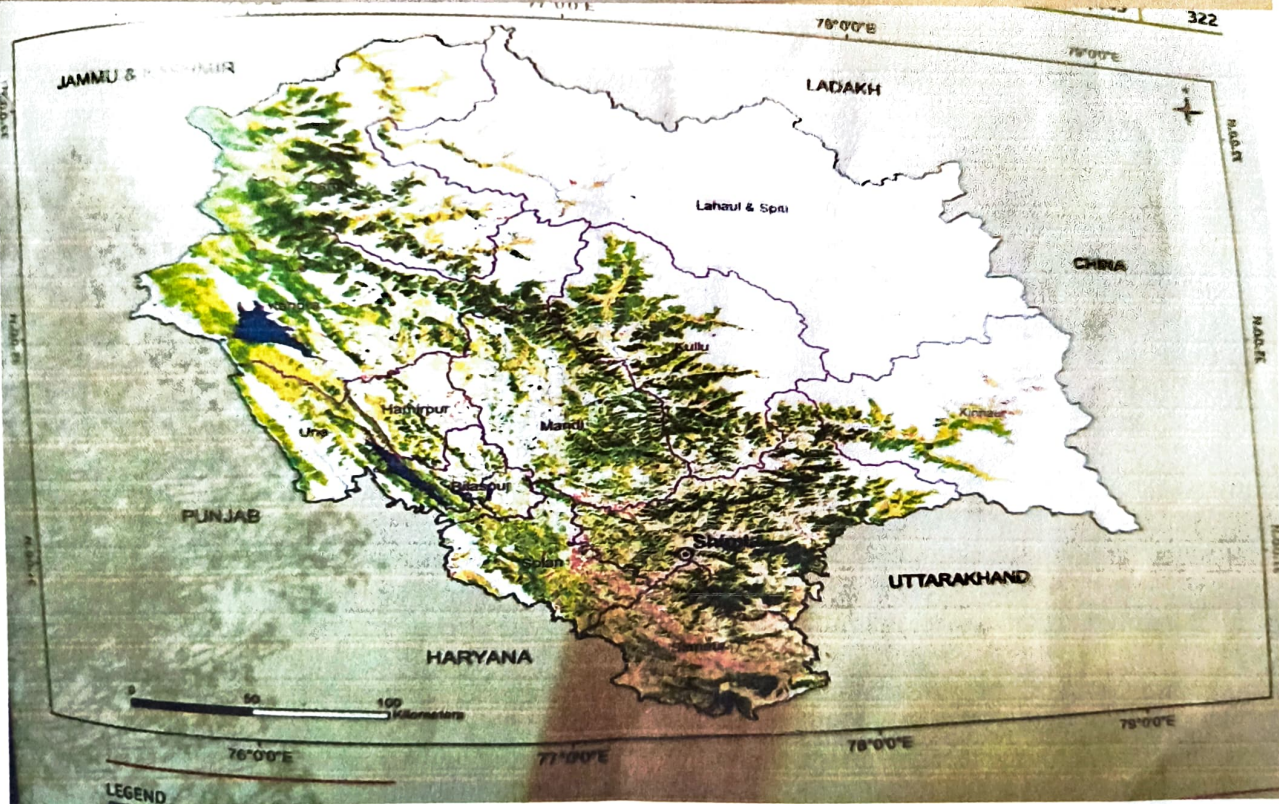 322
77°0'0"E
78°0'0"E
79°0'0"E
JAMMU & KASHMIR
LADAKH
Lahaul & Spiti
CHINA
Kullu
Kinnaur
Hamirpur
Una
Mandi
Bilaspur
PUNJAB
Shimla
Solan
UTTARAKHAND
HARYANA
Sirmaur
0 50 100
Kilometers
76°0'0"E
77°0'0"E
78°0'0"E
79°0'0"E
LEGEND